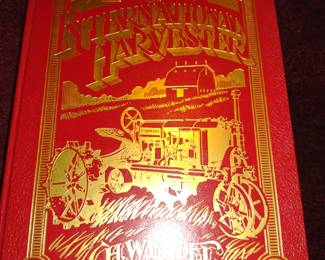 INTERNATIONAL
HARVESTER
H. WENDEL